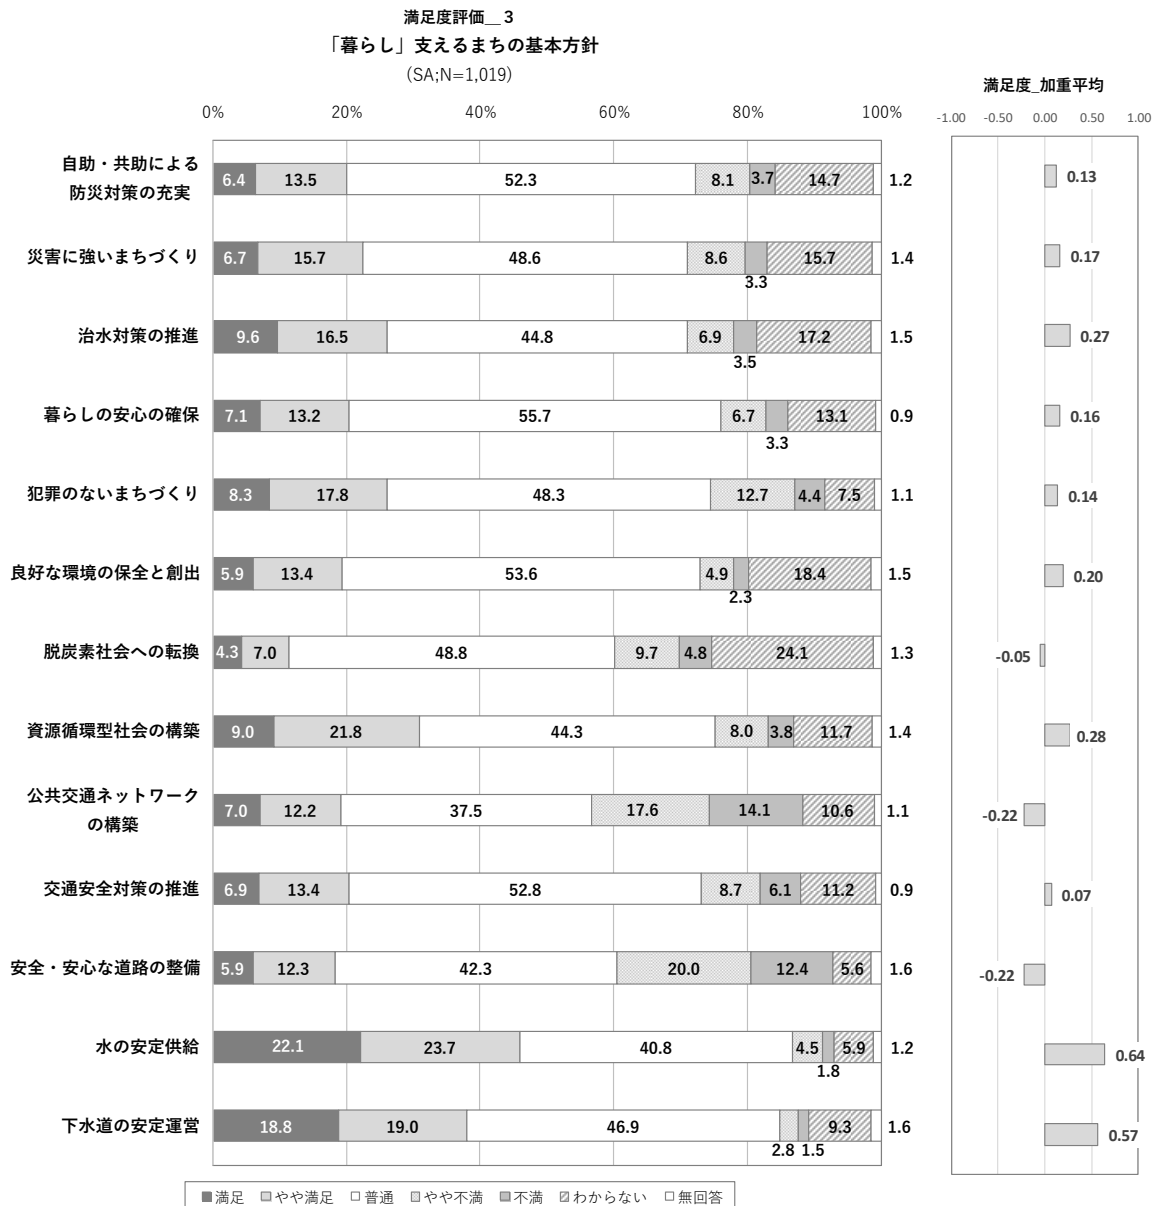 満足度評価__3
「暮らし」支えるまちの基本方針
(SA;N=1,019)
満足度_加重平均
0% 20% 40% 60% 80% 100%
-1.00 -0.50 0.00 0.50 1.00
自助・共助による
防災対策の充実
6.4 13.5 52.3 8.1 3.7 14.7 1.2 0.13
災害に強いまちづくり 6.7 15.7 48.6 8.6 15.7 1.4 0.17
3.3
治水対策の推進 9.6 16.5 44.8 6.9 17.2 1.5 0.27
3.5
暮らしの安心の確保 7.1 13.2 55.7 6.7 13.1 0.9 0.16
3.3
犯罪のないまちづくり 8.3 17.8 48.3 12.7 4.4 7.5 1.1 0.14
良好な環境の保全と創出 5.9 13.4 53.6 4.9 18.4 1.5 0.20
2.3
脱炭素社会への転換 4.3 7.0 48.8 9.7 4.8 24.1 1.3 -0.05
資源循環型社会の構築 9.0 21.8 44.3 8.0 3.8 11.7 1.4 0.28
公共交通ネットワーク
の構築
7.0 12.2 37.5 17.6 14.1 10.6 1.1 -0.22
交通安全対策の推進 6.9 13.4 52.8 8.7 6.1 11.2 0.9 0.07
安全・安心な道路の整備 5.9 12.3 42.3 20.0 12.4 5.6 1.6 -0.22
水の安定供給 22.1 23.7 40.8 4.5 5.9 1.2 0.64
1.8
下水道の安定運営 18.8 19.0 46.9 9.3 1.6 0.57
2.8 1.5
満足 やや満足 普通 やや不満 不満 わからない 無回答